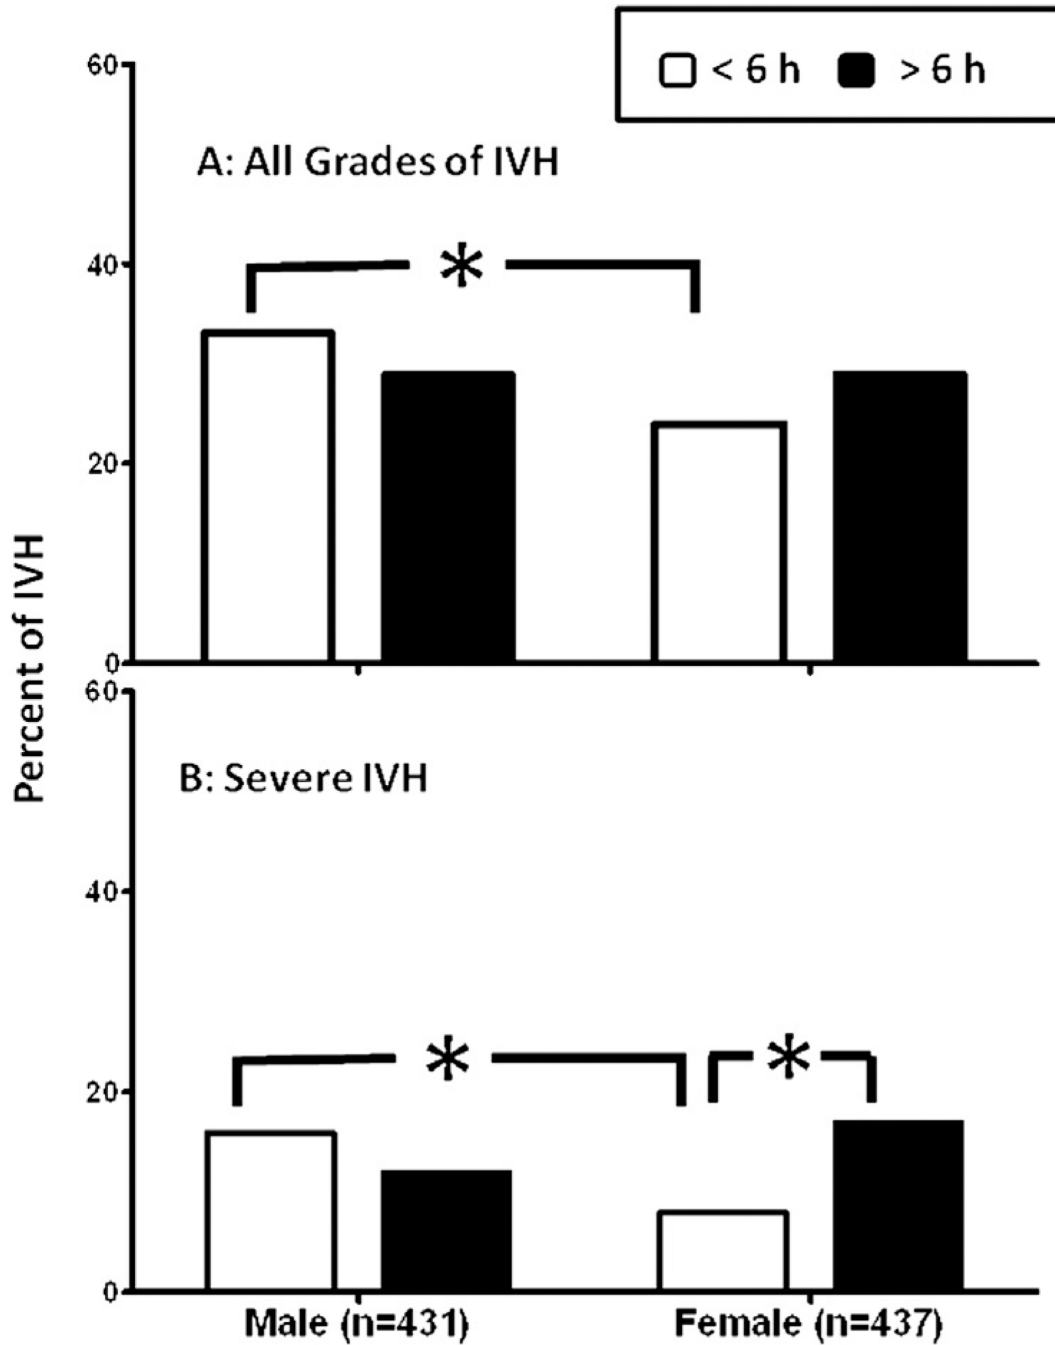 < 6 h > 6 h
60
A: All Grades of IVH
40
*
20
0
Percent of IVH
60
B: Severe IVH
40
* *
20
0
Male (n=431) Female (n=437)